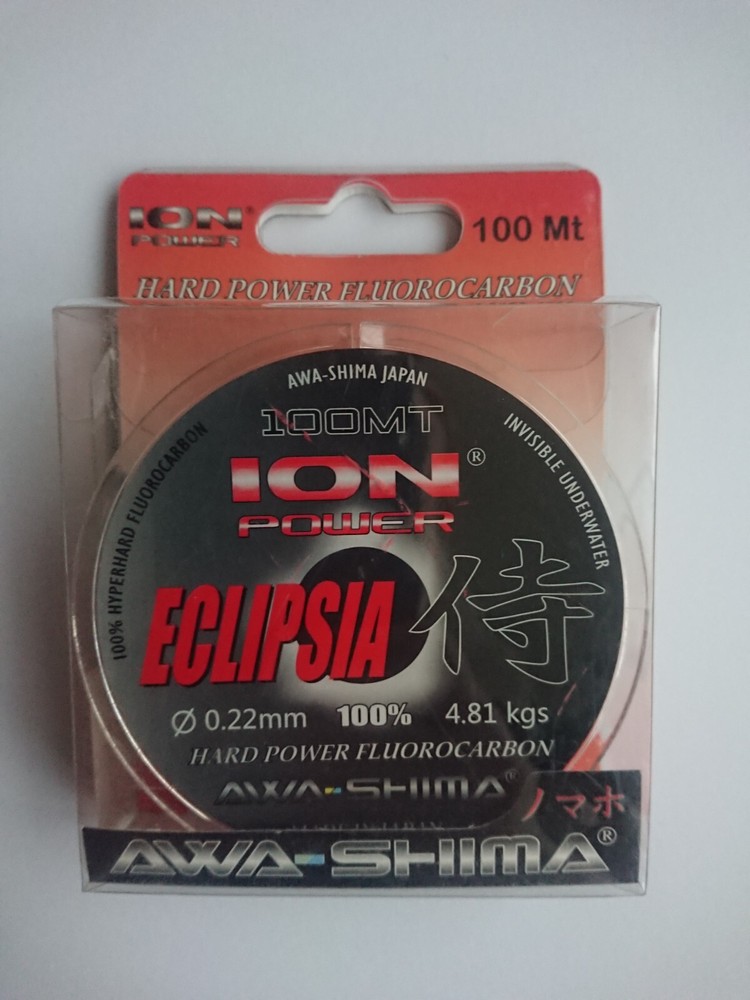 ION®
POWER
100 Mt
HARD POWER FLUOROCARBON
AWA-SHIMA JAPAN
100MT
100% HYPERHARD FLUOROCARBON
INVISIBLE UNDERWATER
ION®
POWER
ECLIPSIA
侍
Ø 0.22mm 100% 4.81 kgs
HARD POWER FLUOROCARBON
AWA-SHIMA®
ノマホ
AWA-SHIMA®